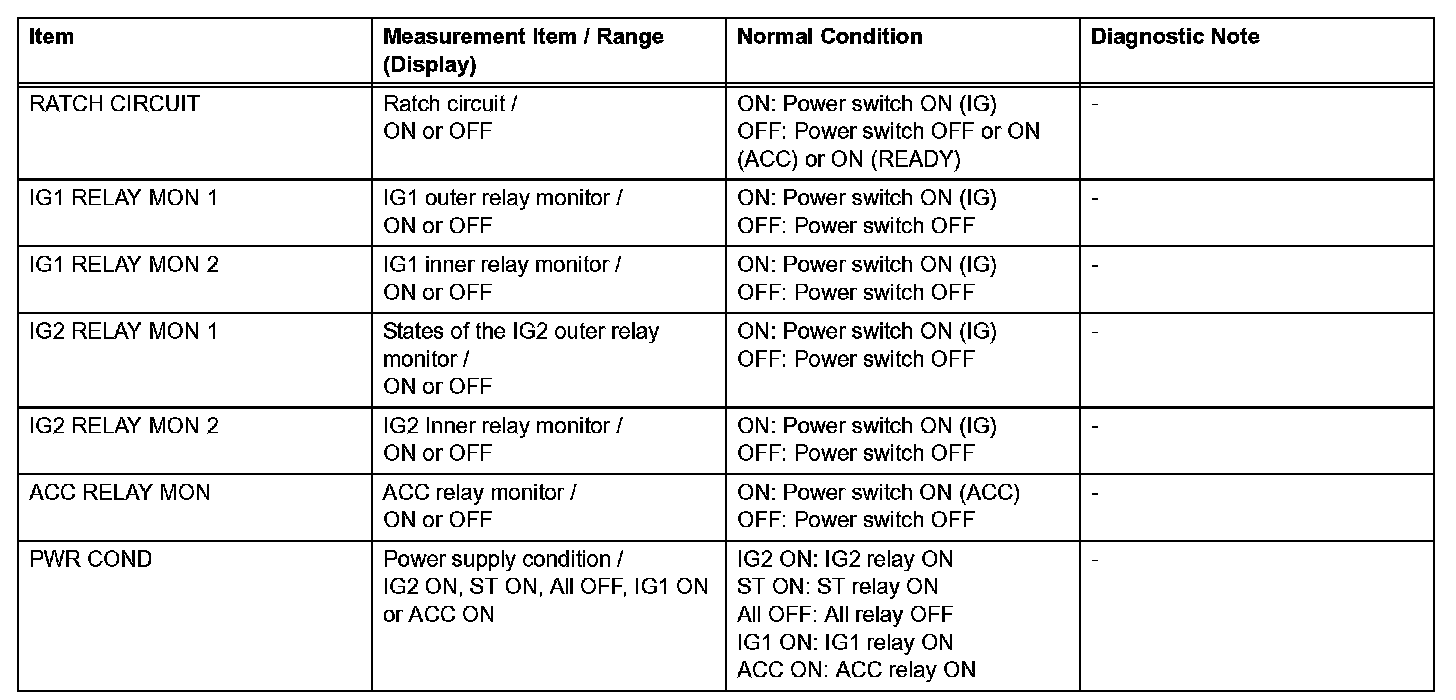 Item
Measurement Item / Range
(Display)
Normal Condition
Diagnostic Note
RATCH CIRCUIT
Ratch circuit /
ON or OFF
ON: Power switch ON (IG)
OFF: Power switch OFF or ON
(ACC) or ON (READY)
-
IG1 RELAY MON 1
IG1 outer relay monitor /
ON or OFF
ON: Power switch ON (IG)
OFF: Power switch OFF
-
IG1 RELAY MON 2
IG1 inner relay monitor /
ON or OFF
ON: Power switch ON (IG)
OFF: Power switch OFF
-
IG2 RELAY MON 1
States of the IG2 outer relay
monitor /
ON or OFF
ON: Power switch ON (IG)
OFF: Power switch OFF
-
IG2 RELAY MON 2
IG2 Inner relay monitor /
ON or OFF
ON: Power switch ON (IG)
OFF: Power switch OFF
-
ACC RELAY MON
ACC relay monitor /
ON or OFF
ON: Power switch ON (ACC)
OFF: Power switch OFF
-
PWR COND
Power supply condition /
IG2 ON, ST ON, All OFF, IG1 ON
or ACC ON
IG2 ON: IG2 relay ON
ST ON: ST relay ON
All OFF: All relay OFF
IG1 ON: IG1 relay ON
ACC ON: ACC relay ON
-